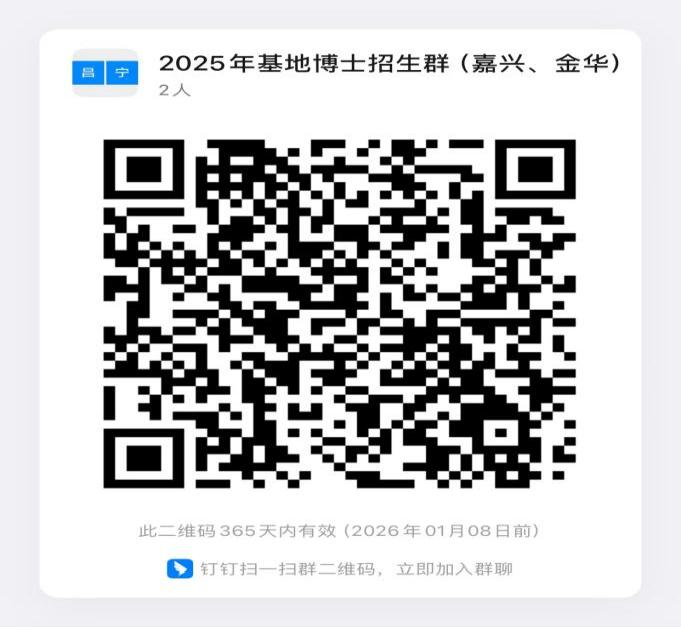 昌 宁
2025年基地博士招生群（嘉兴、金华）
2人
此二维码365天内有效（2026年01月08日前）
钉钉扫一扫群二维码，立即加入群聊